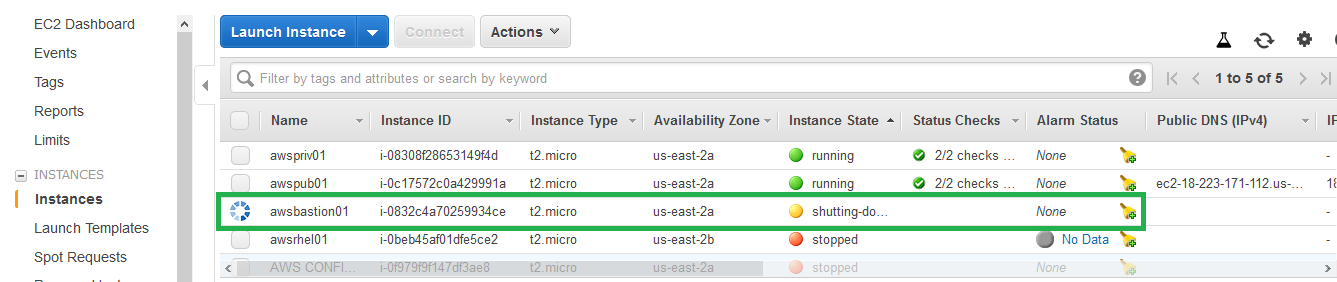 EC2 Dashboard
Events
Tags
Reports
Limits
INSTANCES
Instances
Launch Templates
Spot Requests
Launch Instance Connect Actions
Filter by tags and attributes or search by keyword ? 1 to 5 of 5
Name Instance ID Instance Type Availability Zone Instance State Status Checks Alarm Status Public DNS (IPv4) IP
awspriv01 i-08308f28653149f4d t2.micro us-east-2a running 2/2 checks ... None -
awspub01 i-0c17572c0a429991a t2.micro us-east-2a running 2/2 checks ... None ec2-18-223-171-112.us-... 18
awsbastion01 i-0832c4a70259934ce t2.micro us-east-2a shutting-do... None -
awsrhel01 i-0beb45af01dfe5ce2 t2.micro us-east-2b stopped No Data -
AWS CONFI... i-0f979f9f147df3ae8 t2.micro us-east-2a stopped None -